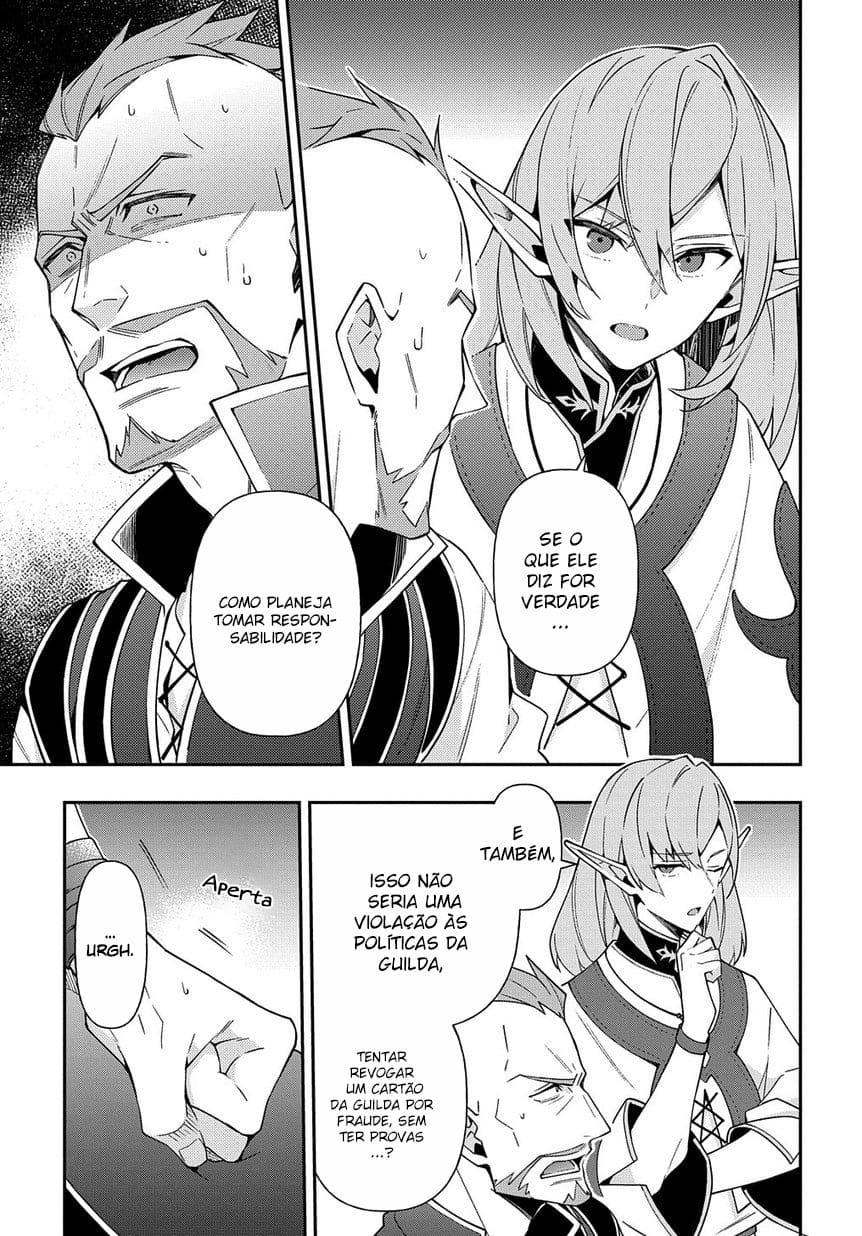 SE O
QUE ELE
DIZ FOR
VERDADE
...
COMO PLANEJA
TOMAR RESPON-
SABILIDADE?
E
TAMBÉM,
ISSO NÃO
SERIA UMA
VIOLAÇÃO ÀS
POLÍTICAS DA
GUILDA,
TENTAR
REVOGAR
UM CARTÃO
DA GUILDA POR
FRAUDE, SEM
TER PROVAS
...?
Aperta
...
URGH.